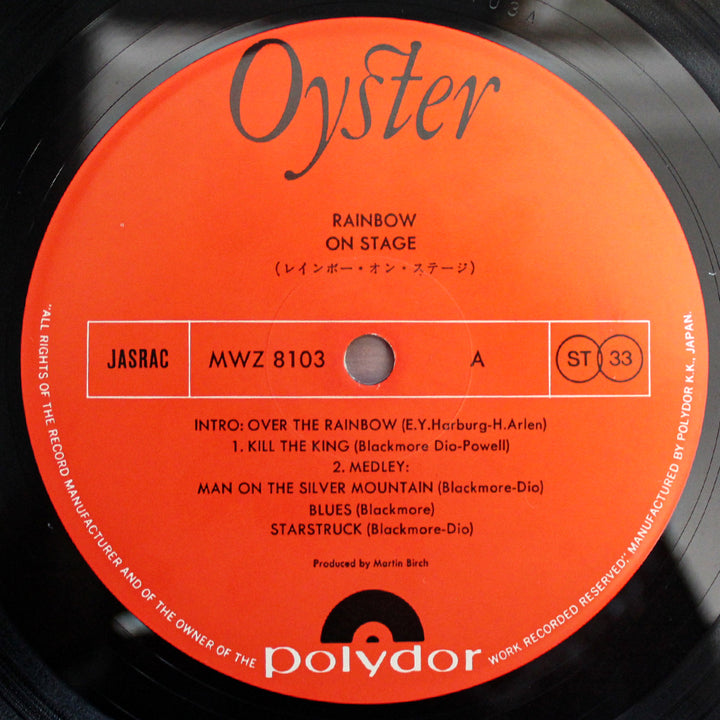 Oyster
RAINBOW
ON STAGE
(レインボー・オン・ステージ)
JASRAC
MWZ 8103
A
ST 33
INTRO: OVER THE RAINBOW (E.Y.Harburg-H.Arlen)
1. KILL THE KING (Blackmore Dio-Powell)
2. MEDLEY:
MAN ON THE SILVER MOUNTAIN (Blackmore-Dio)
BLUES (Blackmore)
STARSTRUCK (Blackmore-Dio)
Produced by Martin Birch
polydor
"ALL RIGHTS OF THE RECORD MANUFACTURER AND OF THE OWNER OF THE WORK RECORDED RESERVED." MANUFACTURED BY POLYDOR K.K., JAPAN.